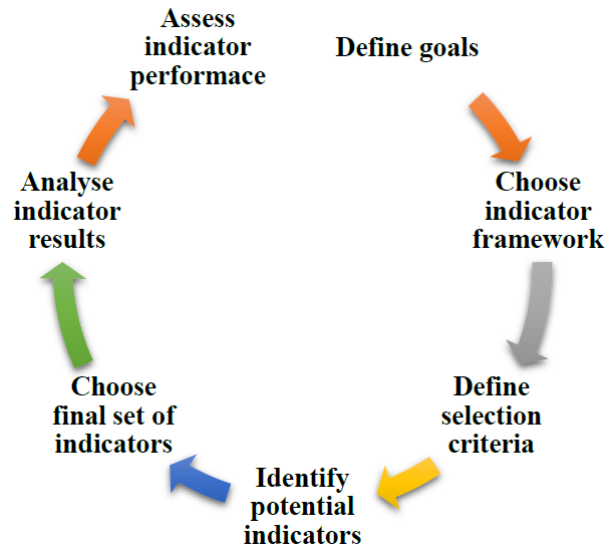 Define goals
Choose
indicator
framework
Define
selection
criteria
Identify
potential
indicators
Choose
final set of
indicators
Analyse
indicator
results
Assess
indicator
performace